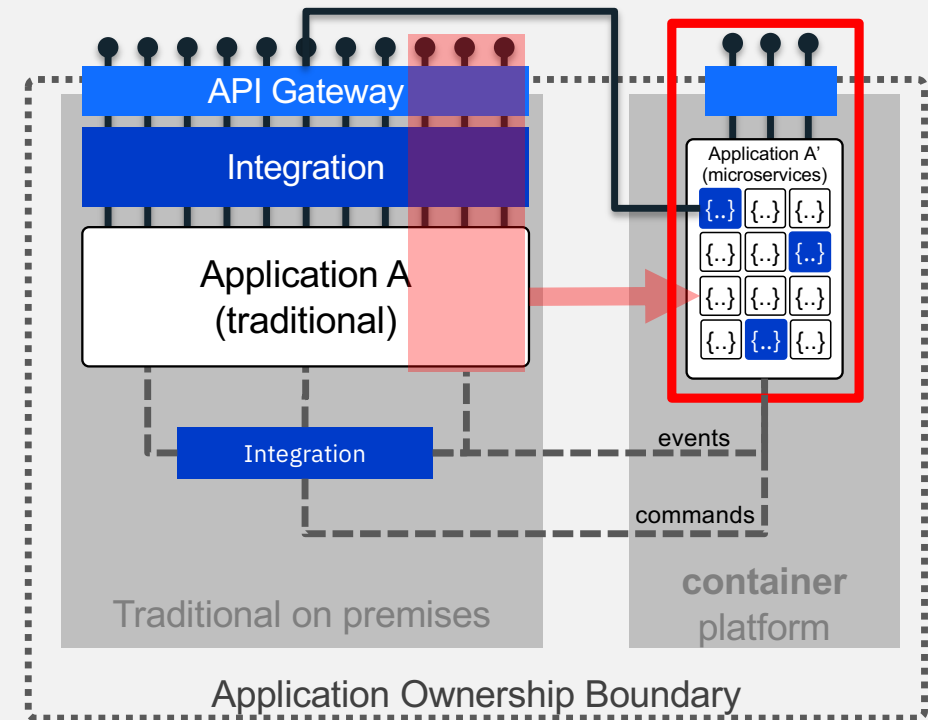 API Gateway
Integration
Application A
(traditional)
Application A’
(microservices)
{..} {..} {..}
{..} {..} {..}
{..} {..} {..}
{..} {..} {..}
Integration
events
commands
Traditional on premises
container
platform
Application Ownership Boundary